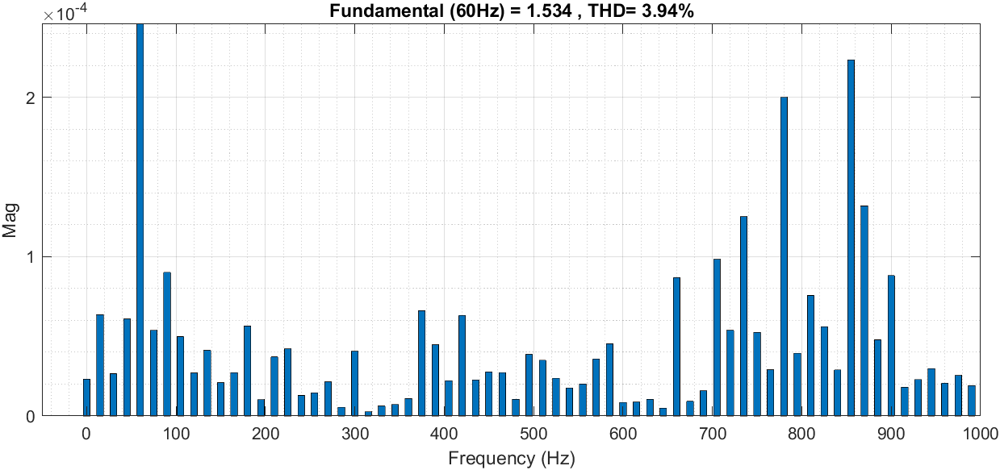 Fundamental (60Hz) = 1.534 , THD= 3.94%
×10⁻⁴
2
1
0
Mag
0 100 200 300 400 500 600 700 800 900 1000
Frequency (Hz)